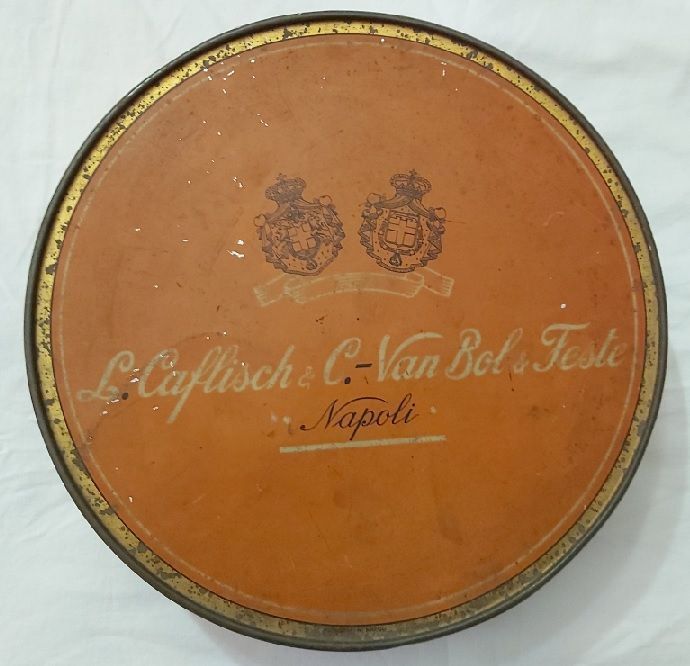 L. Caflisch & C.- Van Bol & Feste
Napoli